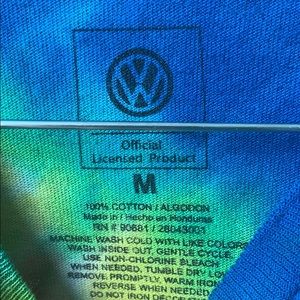 Official
Licensed Product
M
100% COTTON / ALGODON
Made in / Hecho en Honduras
RN # 90681 / 28043001
MACHINE WASH COLD WITH LIKE COLORS
WASH INSIDE OUT, GENTLE CYCLE.
USE NON-CHLORINE BLEACH
WHEN NEEDED. TUMBLE DRY LOW
REMOVE PROMPTLY, WARM IRON
REVERSE WHEN NEEDED
DO NOT IRON